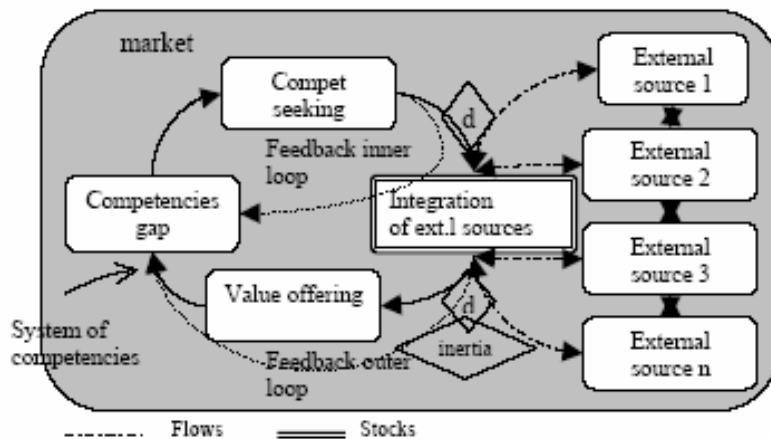 market
Compet
seeking
External
source 1
d
Feedback inner
loop
External
source 2
Competencies
gap
Integration
of ext.l sources
External
source 3
Value offering
d
System of
competencies
inertia
Feedback outer
loop
External
source n
Flows
Stocks